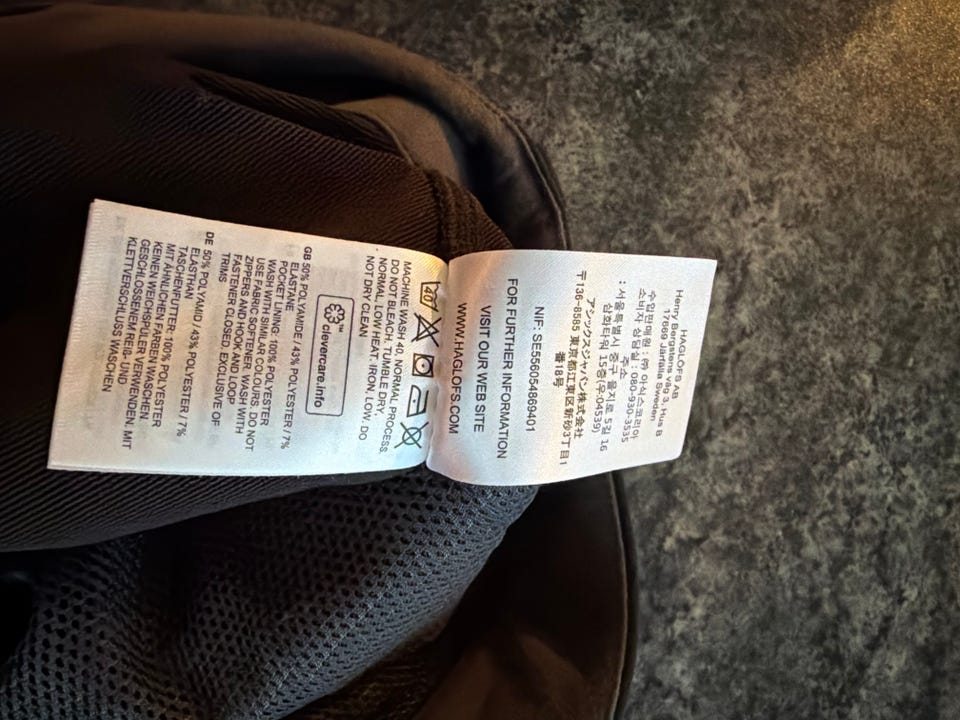 HAGLÖFS AB
Henry Bergstens väg 3, Hus B
17669 Järfälla Sweden
수입판매원 : ㈜ 아식스코리아
소비자 상담실 : 080-930-3535
주소
: 서울특별시 중구 을지로 5길 16
삼화타워 15층(우:04539)
アシックスジャパン株式会社
〒136-8585 東京都江東区新砂3丁目1
番18号
NIF: SE556054869401
FOR FURTHER INFORMATION
VISIT OUR WEB SITE
WWW.HAGLOFS.COM
40
MACHINE WASH 40, NORMAL PROCESS.
DO NOT BLEACH. TUMBLE DRY
NORMAL, LOW HEAT. IRON, LOW. DO
NOT DRY CLEAN
™ clevercare.info
GB 50% POLYAMIDE / 43% POLYESTER / 7%
ELASTANE
POCKET LINING: 100% POLYESTER
WASH WITH SIMILAR COLOURS. DO NOT
USE FABRIC SOFTENER. WASH WITH
ZIPPERS AND HOOK AND LOOP
FASTENER CLOSED. EXCLUSIVE OF
TRIMS
DE 50% POLYAMID / 43% POLYESTER / 7%
ELASTHAN
TASCHENFUTTER: 100% POLYESTER
MIT ÄHNLICHEN FARBEN WASCHEN.
KEINEN WEICHSPÜLER VERWENDEN. MIT
GESCHLOSSENEM REIß- UND
KLETTVERSCHLUSS WASCHEN